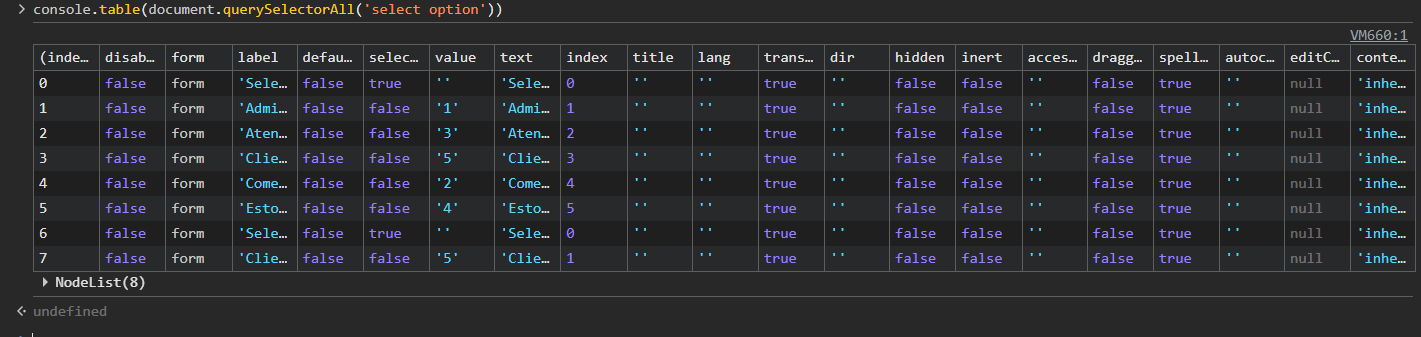 > console.table(document.querySelectorAll('select option'))
VM660:1
(inde… disab… form label defau… selec… value text index title lang trans… dir hidden inert acces… dragg… spell… autoc… editC… conte…
0 false form 'Sele… false true '' 'Sele… 0 '' '' true '' false false '' false true '' null 'inhe…
1 false form 'Admi… false false '1' 'Admi… 1 '' '' true '' false false '' false true '' null 'inhe…
2 false form 'Aten… false false '3' 'Aten… 2 '' '' true '' false false '' false true '' null 'inhe…
3 false form 'Clie… false false '5' 'Clie… 3 '' '' true '' false false '' false true '' null 'inhe…
4 false form 'Come… false false '2' 'Come… 4 '' '' true '' false false '' false true '' null 'inhe…
5 false form 'Esto… false false '4' 'Esto… 5 '' '' true '' false false '' false true '' null 'inhe…
6 false form 'Sele… false true '' 'Sele… 0 '' '' true '' false false '' false true '' null 'inhe…
7 false form 'Clie… false false '5' 'Clie… 1 '' '' true '' false false '' false true '' null 'inhe…
NodeList(8)
undefined